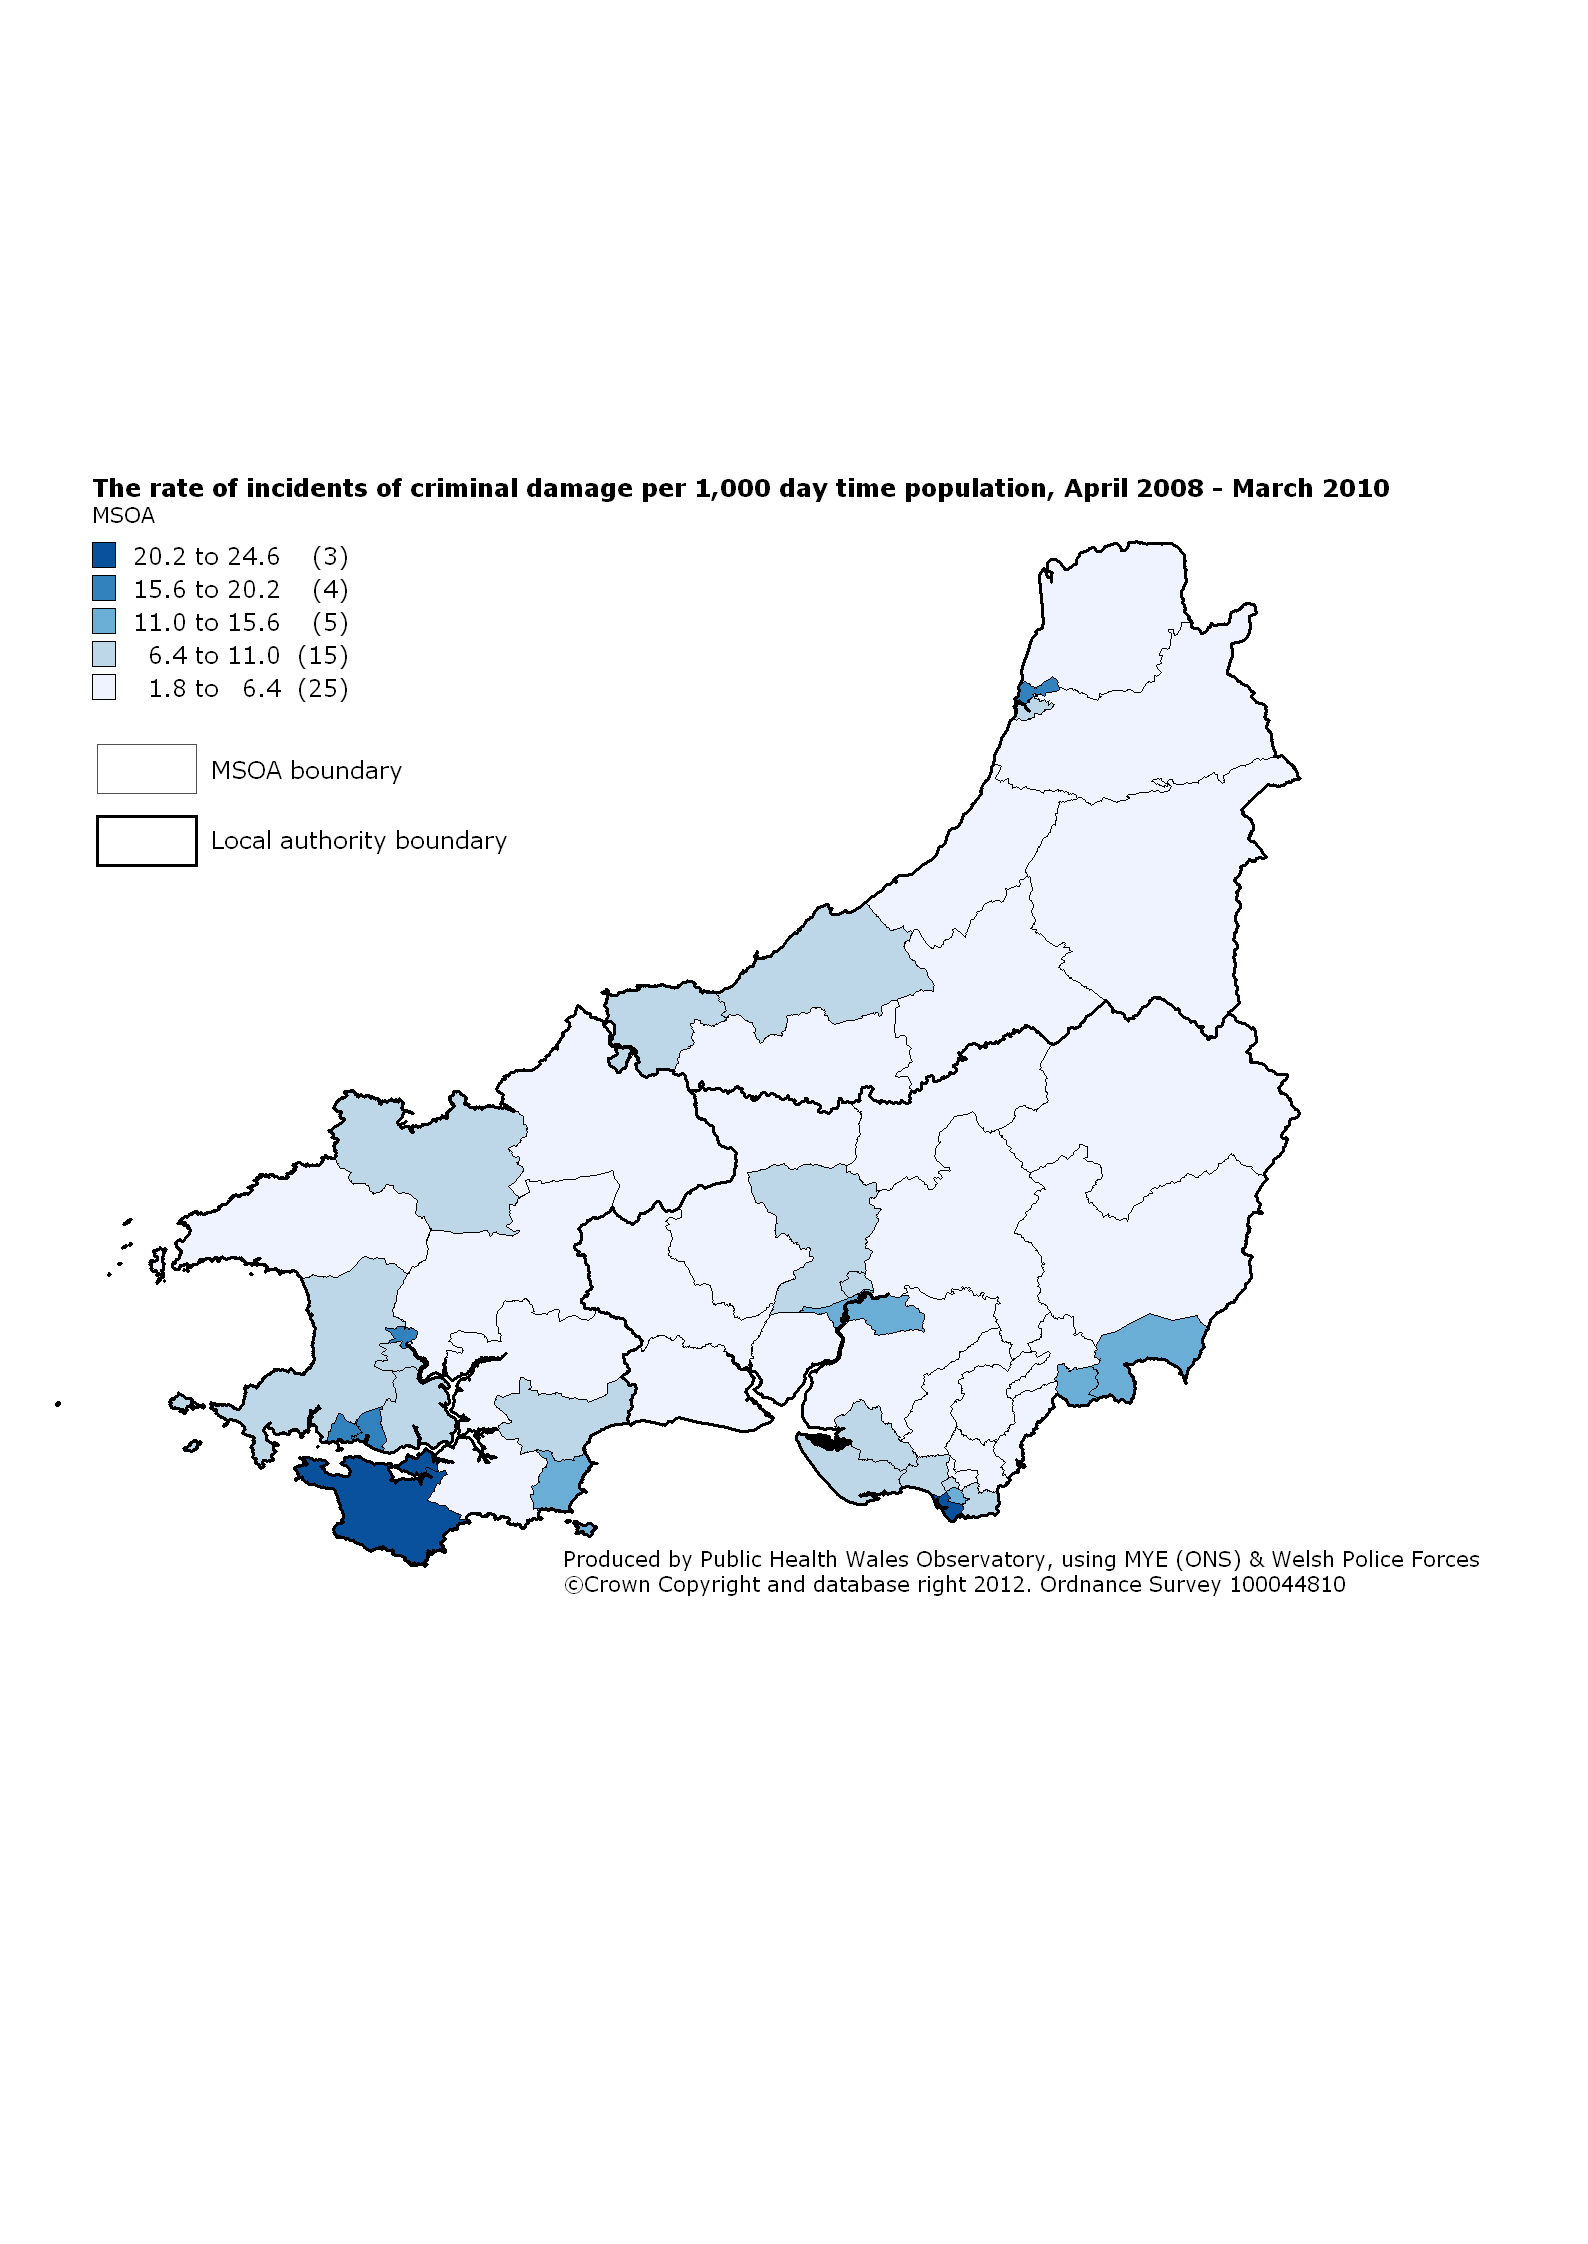 The rate of incidents of criminal damage per 1,000 day time population, April 2008 - March 2010
MSOA
20.2 to 24.6 (3)
15.6 to 20.2 (4)
11.0 to 15.6 (5)
6.4 to 11.0 (15)
1.8 to 6.4 (25)
MSOA boundary
Local authority boundary
Produced by Public Health Wales Observatory, using MYE (ONS) & Welsh Police Forces
©Crown Copyright and database right 2012. Ordnance Survey 100044810